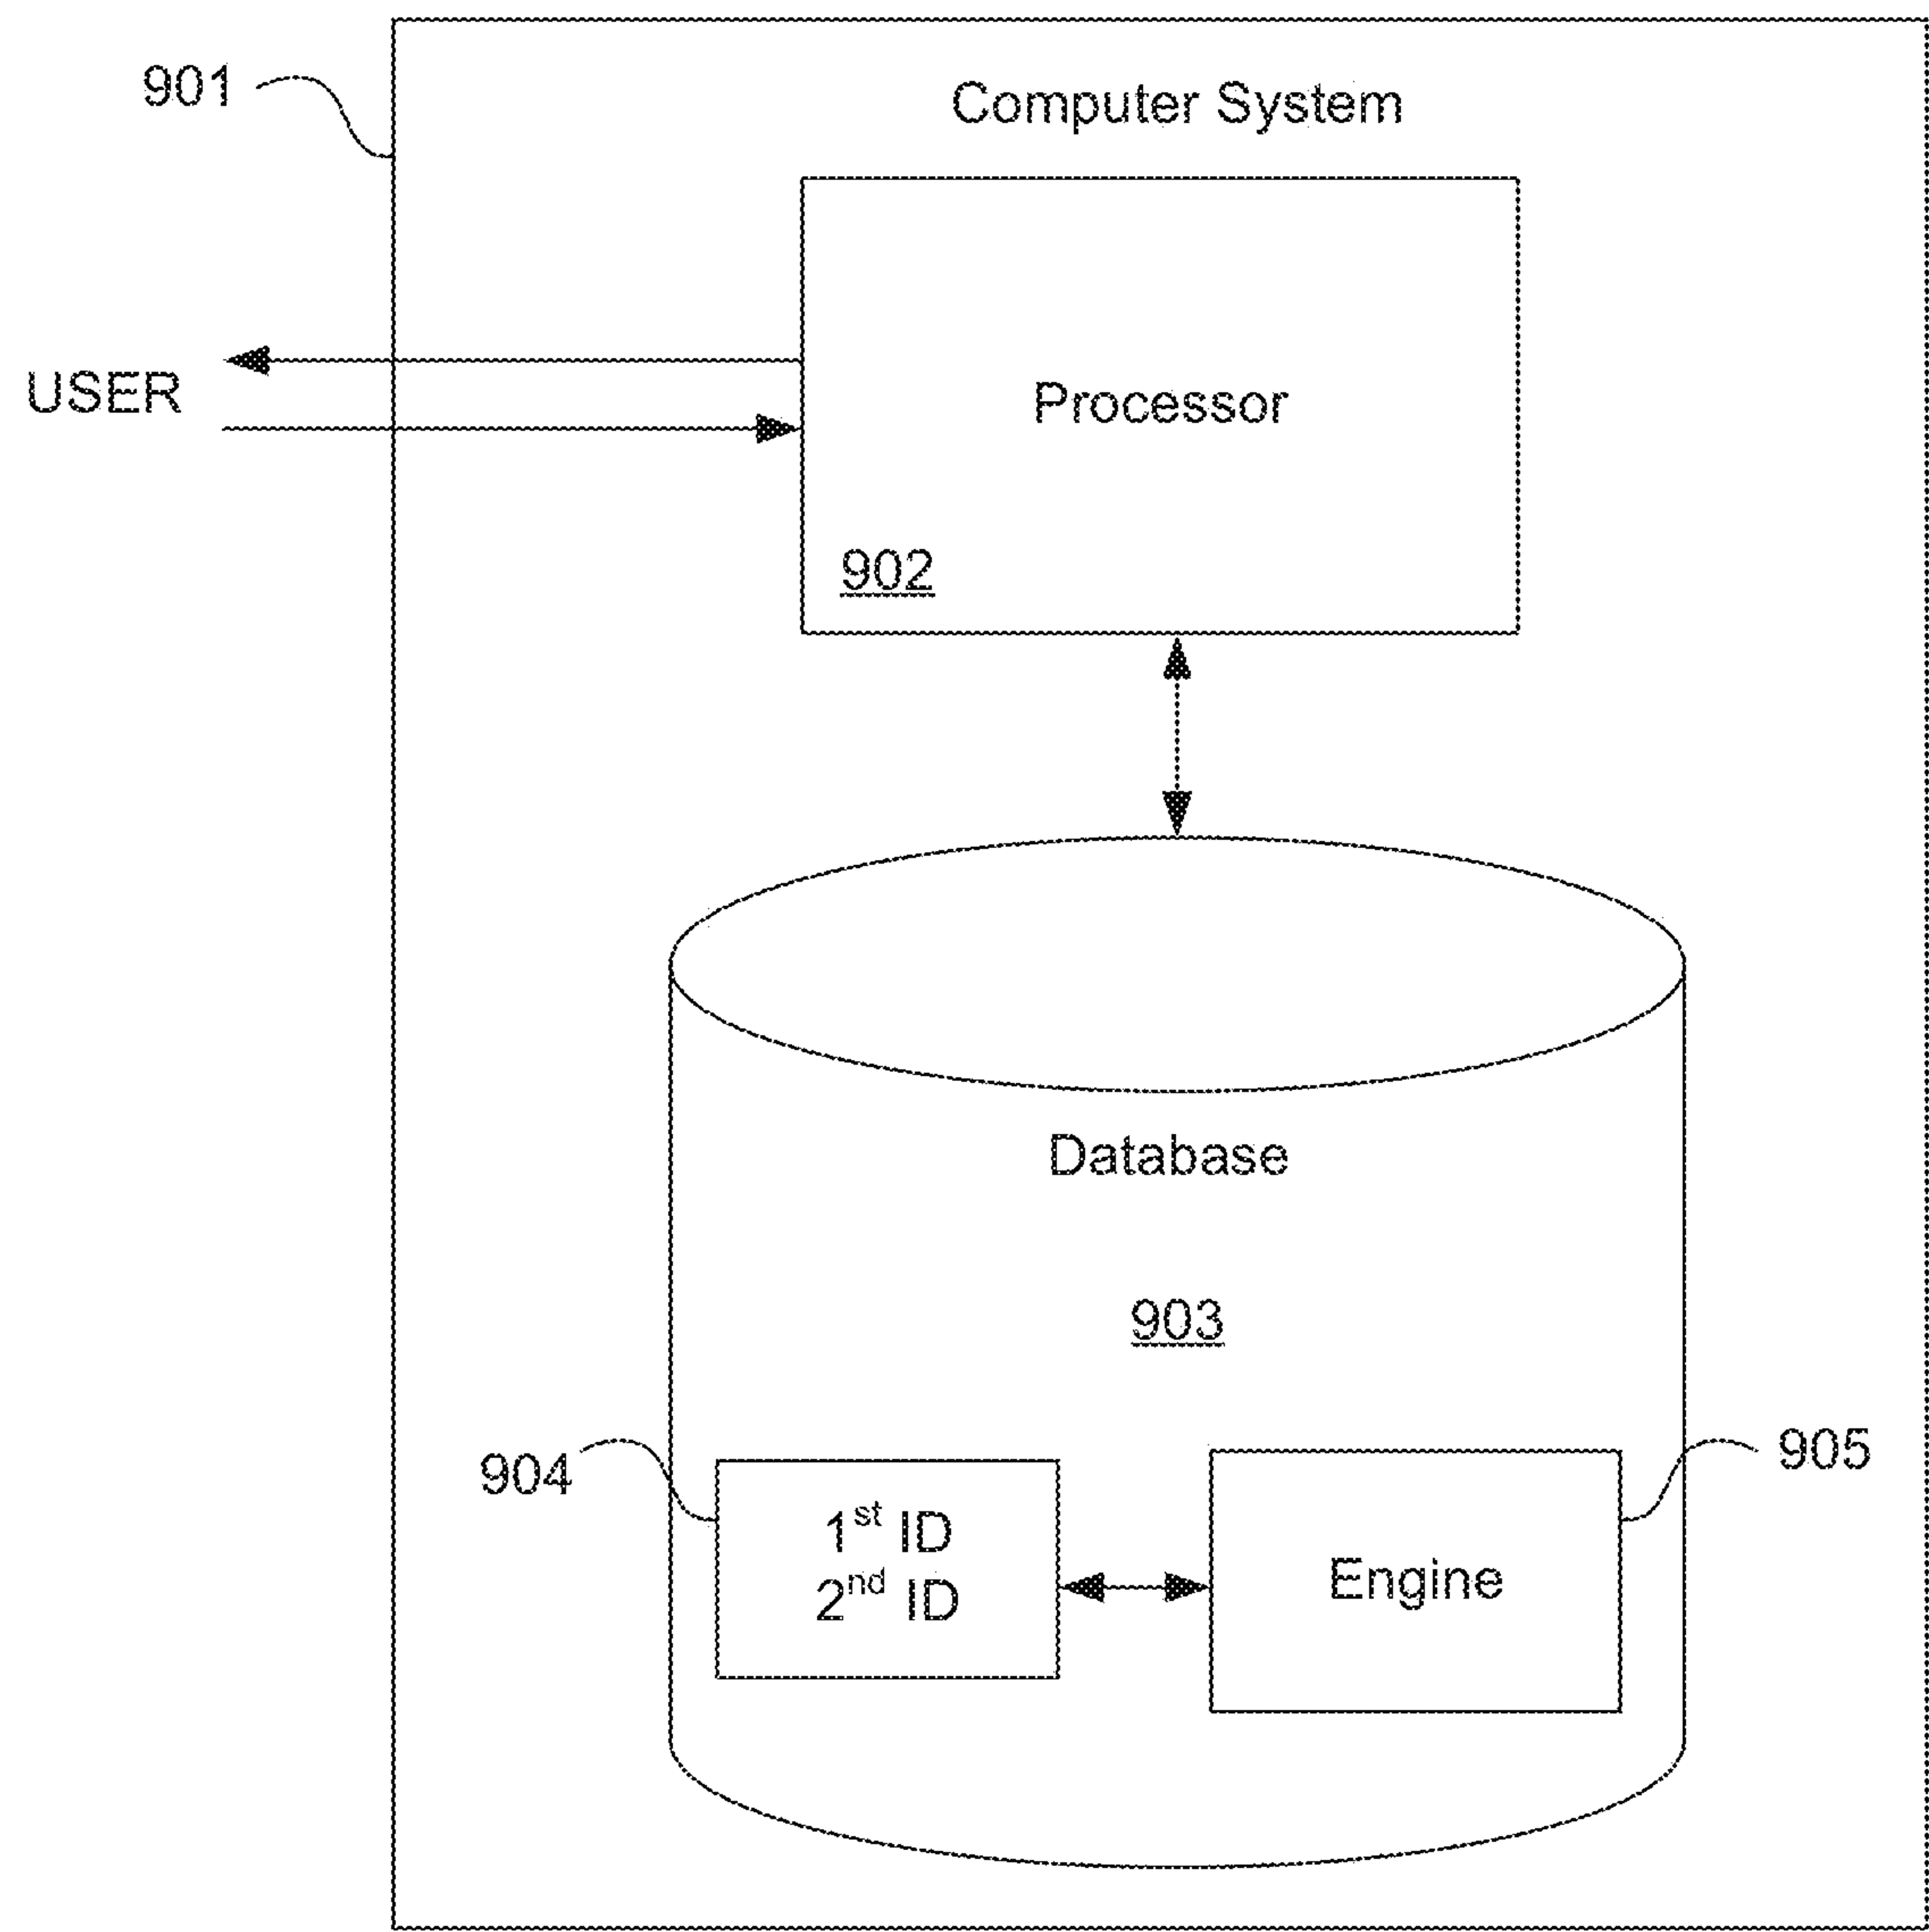 901
Computer System
USER
Processor
902
Database
903
904
905
1st ID
2nd ID
Engine